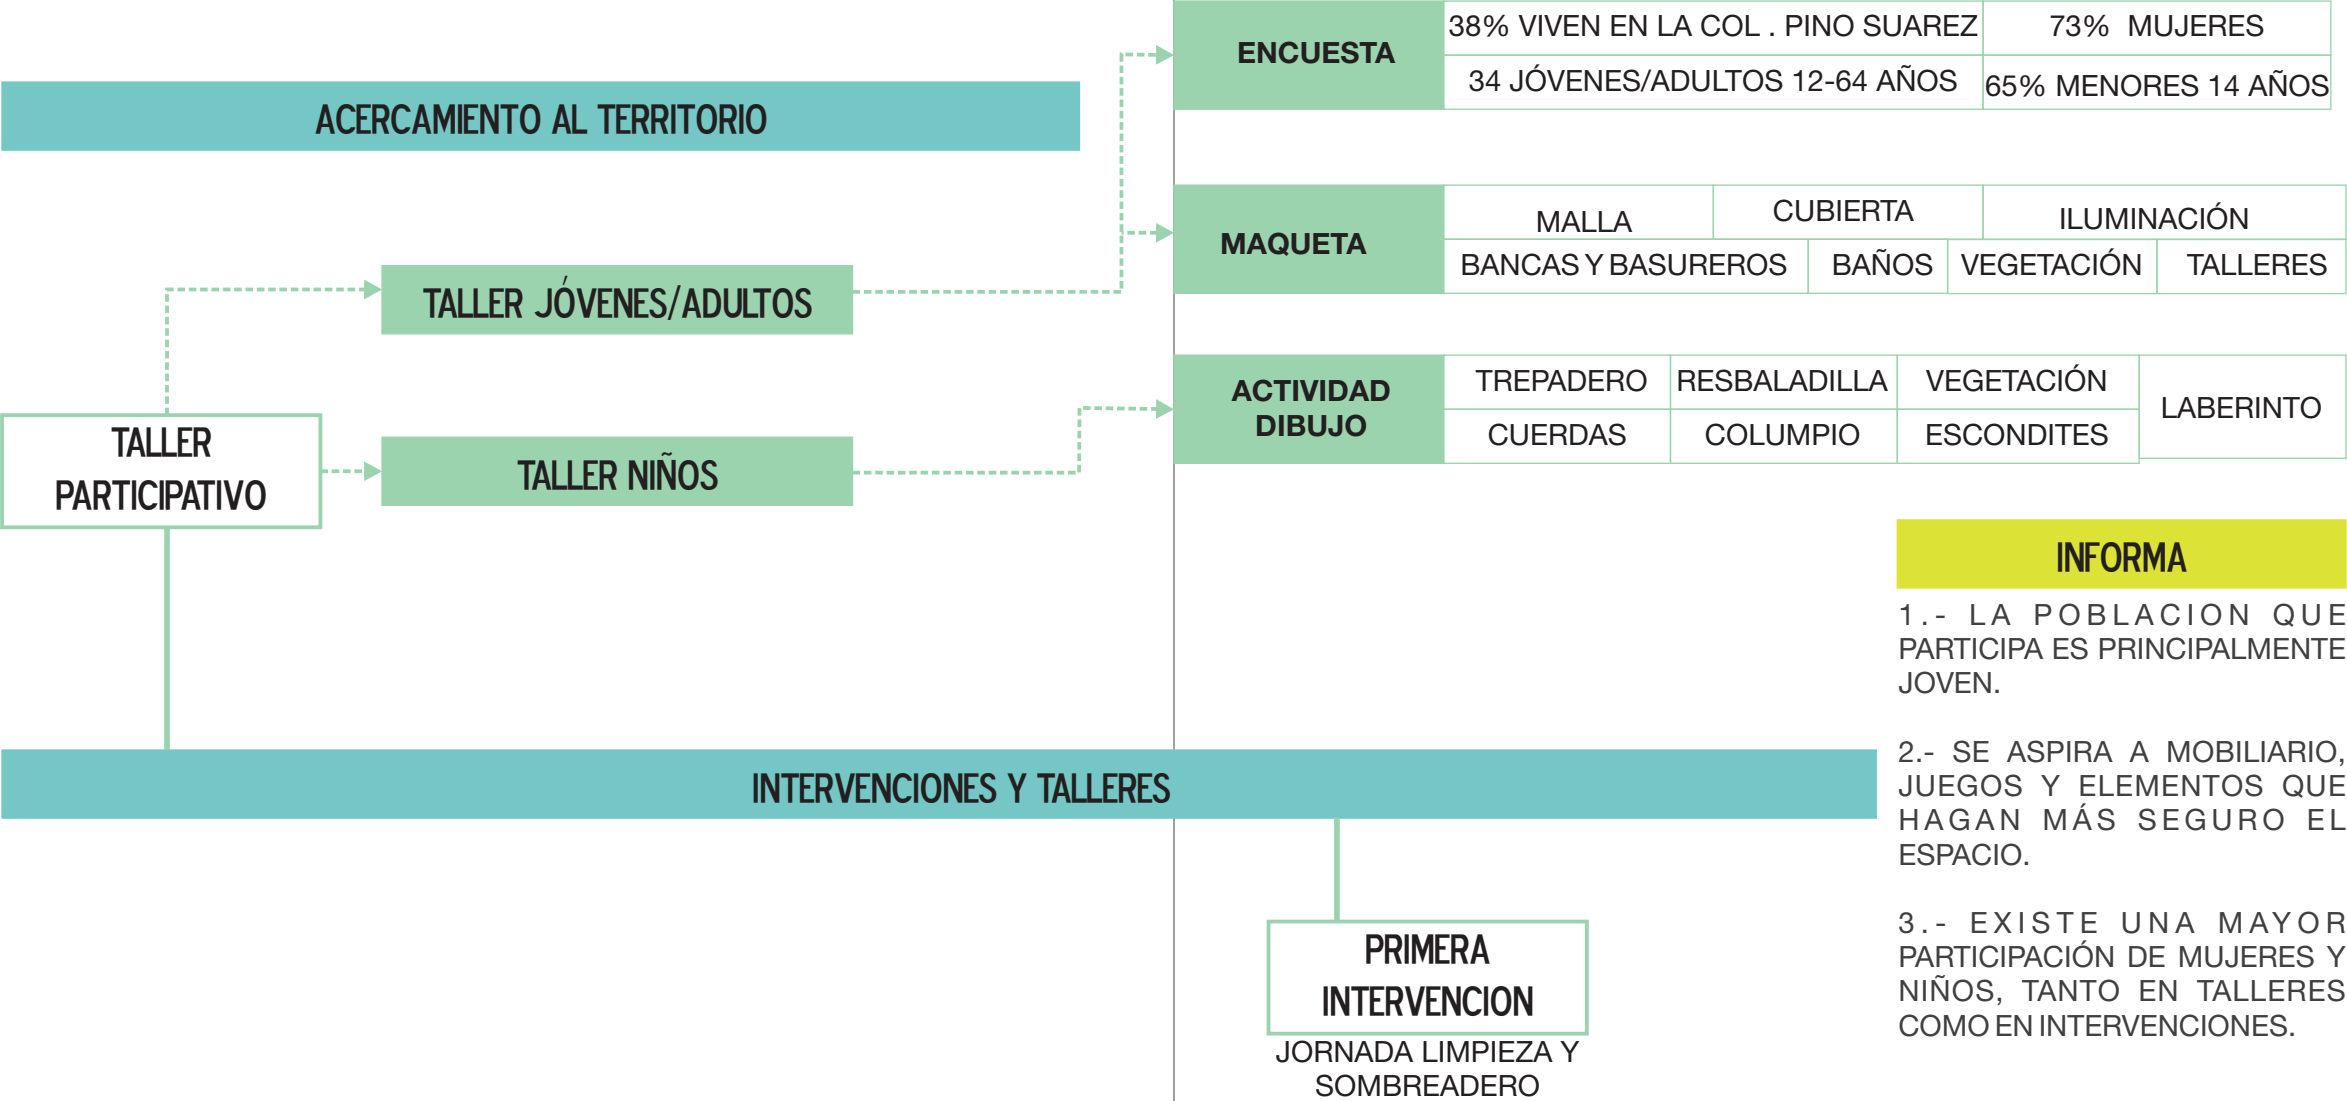 ENCUESTA
38% VIVEN EN LA COL . PINO SUAREZ
73% MUJERES
34 JÓVENES/ADULTOS 12-64 AÑOS
65% MENORES 14 AÑOS
ACERCAMIENTO AL TERRITORIO
MAQUETA
MALLA
CUBIERTA
ILUMINACIÓN
BANCAS Y BASUREROS
BAÑOS
VEGETACIÓN
TALLERES
TALLER JÓVENES/ADULTOS
ACTIVIDAD
DIBUJO
TREPADERO
RESBALADILLA
VEGETACIÓN
LABERINTO
CUERDAS
COLUMPIO
ESCONDITES
TALLER
PARTICIPATIVO
TALLER NIÑOS
INFORMA
1.- LA POBLACION QUE
PARTICIPA ES PRINCIPALMENTE
JOVEN.
2.- SE ASPIRA A MOBILIARIO,
JUEGOS Y ELEMENTOS QUE
HAGAN MÁS SEGURO EL
ESPACIO.
3.- EXISTE UNA MAYOR
PARTICIPACIÓN DE MUJERES Y
NIÑOS, TANTO EN TALLERES
COMO EN INTERVENCIONES.
INTERVENCIONES Y TALLERES
PRIMERA
INTERVENCION
JORNADA LIMPIEZA Y
SOMBREADERO